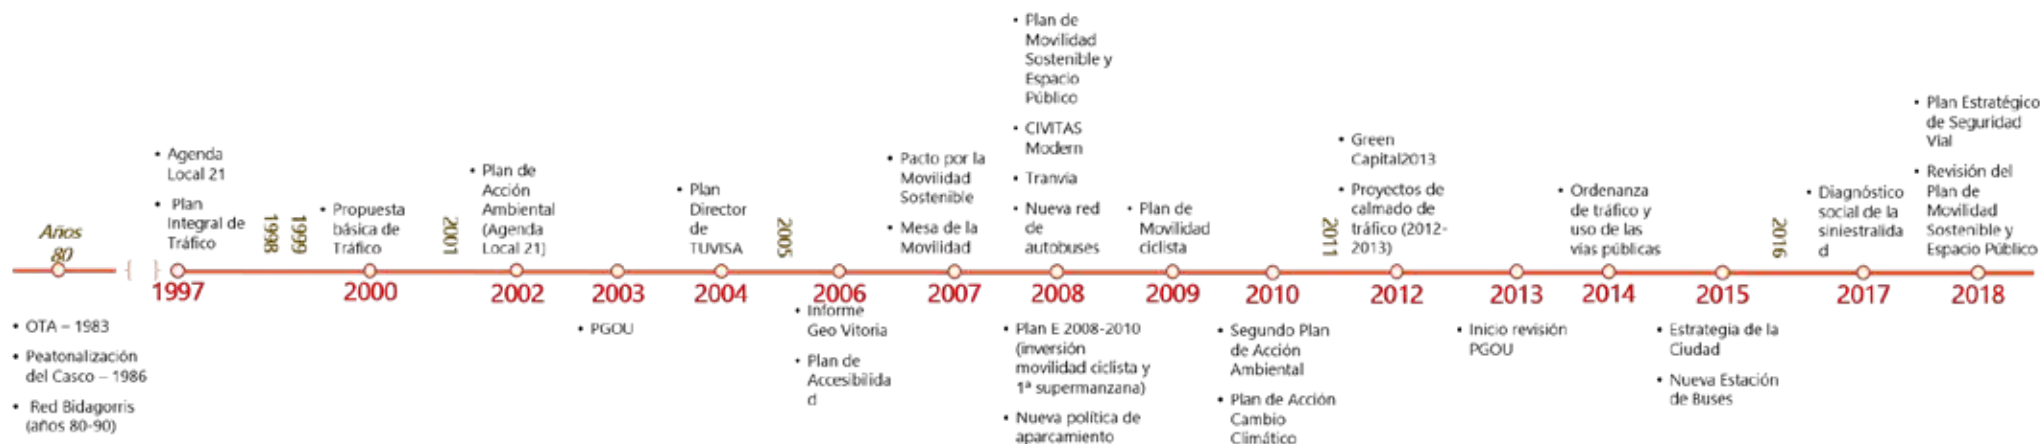 Años
80
• OTA – 1983
• Peatonalización
del Casco – 1986
• Red Bidagorris
(años 80-90)
• Agenda
Local 21
• Plan
Integral de
Tráfico
1997
1998
1999
• Propuesta
básica de
Tráfico
2000
2001
• Plan de
Acción
Ambiental
(Agenda
Local 21)
2002
2003
• PGOU
• Plan
Director
de
TUVISA
2004
2005
2006
• Informe
Geo Vitoria
• Plan de
Accesibilida
d
• Pacto por la
Movilidad
Sostenible
• Mesa de la
Movilidad
2007
• Plan de
Movilidad
Sostenible y
Espacio
Público
• CIVITAS
Modern
• Tranvía
• Nueva red
de
autobuses
2008
• Plan E 2008-2010
(inversión
movilidad ciclista y
1ª supermanzana)
• Nueva política de
aparcamiento
• Plan de
Movilidad
ciclista
2009
2010
• Segundo Plan
de Acción
Ambiental
• Plan de Acción
Cambio
Climático
2011
• Green
Capital2013
• Proyectos de
calmado de
tráfico (2012-
2013)
2012
2013
• Inicio revisión
PGOU
• Ordenanza
de tráfico y
uso de las
vías públicas
2014
2015
• Estrategia de la
Ciudad
• Nueva Estación
de Buses
2016
• Diagnóstico
social de la
siniestralida
d
2017
• Plan Estratégico
de Seguridad
Vial
• Revisión del
Plan de
Movilidad
Sostenible y
Espacio Público
2018